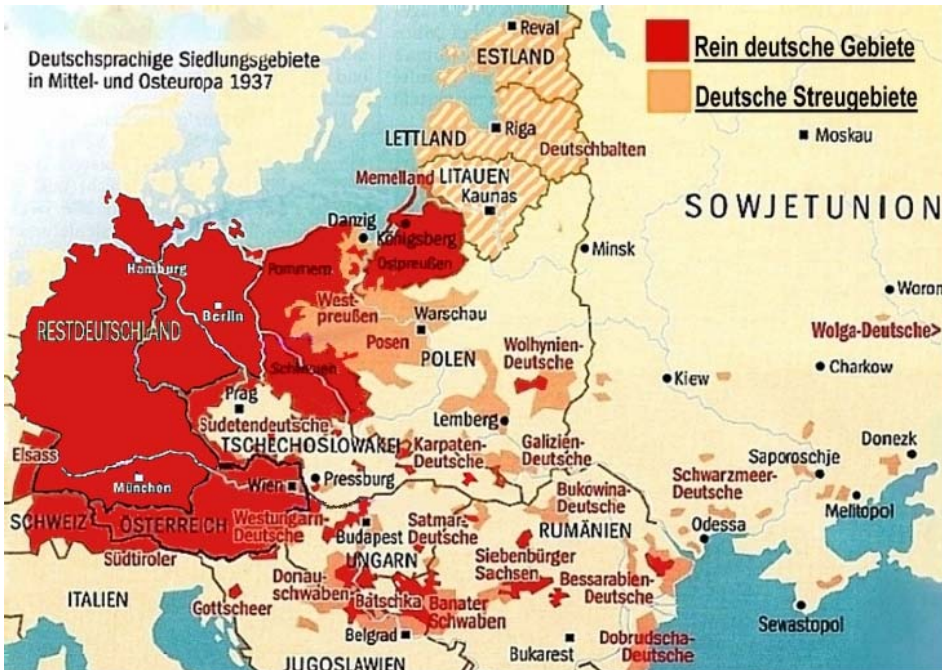 Deutschsprachige Siedlungsgebiete
in Mittel- und Osteuropa 1937
Rein deutsche Gebiete
Deutsche Streugebiete
Reval
ESTLAND
Riga
LETTLAND
Deutschbalten
Moskau
Memelland
LITAUEN
Kaunas
SOWJETUNION
Danzig
Königsberg
Ostpreußen
Minsk
Hamburg
Pommern
Berlin
West-
preußen
Warschau
Woron
RESTDEUTSCHLAND
Posen
POLEN
Wolhynien-
Deutsche
Wolga-Deutsche>
Schlesien
Kiew
Charkow
Prag
Sudetendeutsche
Lemberg
TSCHECHOSLOWAKEI
Elsass
Karpaten-
Deutsche
Galizien-
Deutsche
Donezk
Saporoschje
München
Wien
Pressburg
Schwarzmeer-
Deutsche
Bukowina-
Deutsche
Melitopol
SCHWEIZ
ÖSTERREICH
Westungarn-
Deutsche
Budapest
Satmar-
Deutsche
RUMÄNIEN
Odessa
Südtiroler
UNGARN
Siebenbürger
Sachsen
Bessarabien-
Deutsche
Donau-
schwaben
Gottscheer
Batschka
Banater
Schwaben
ITALIEN
Sewastopol
Belgrad
Dobrudscha-
Deutsche
Bukarest
JUGOSLAWIEN